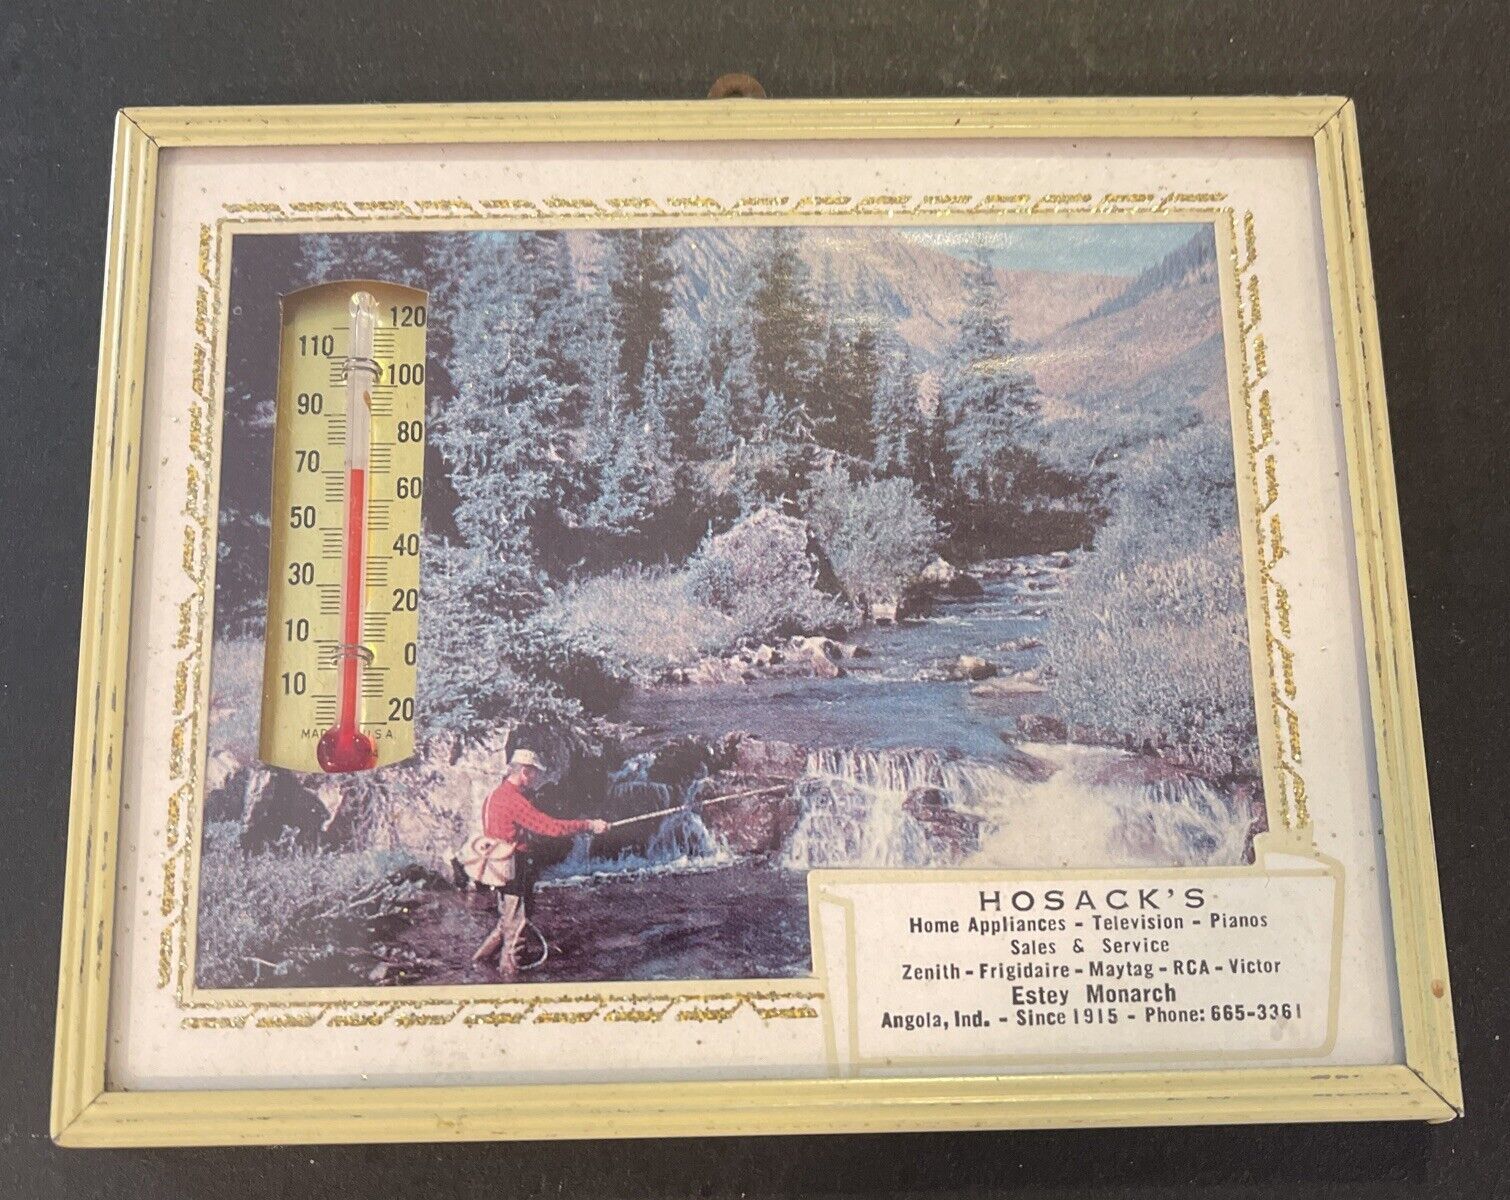 120
110
100
90
80
70
60
50
40
30
20
10
0
10
20
U.S.A.
HOSACK'S
Home Appliances - Television - Pianos
Sales & Service
Zenith - Frigidaire - Maytag - RCA - Victor
Estey Monarch
Angola, Ind. - Since 1915 - Phone: 665-3361